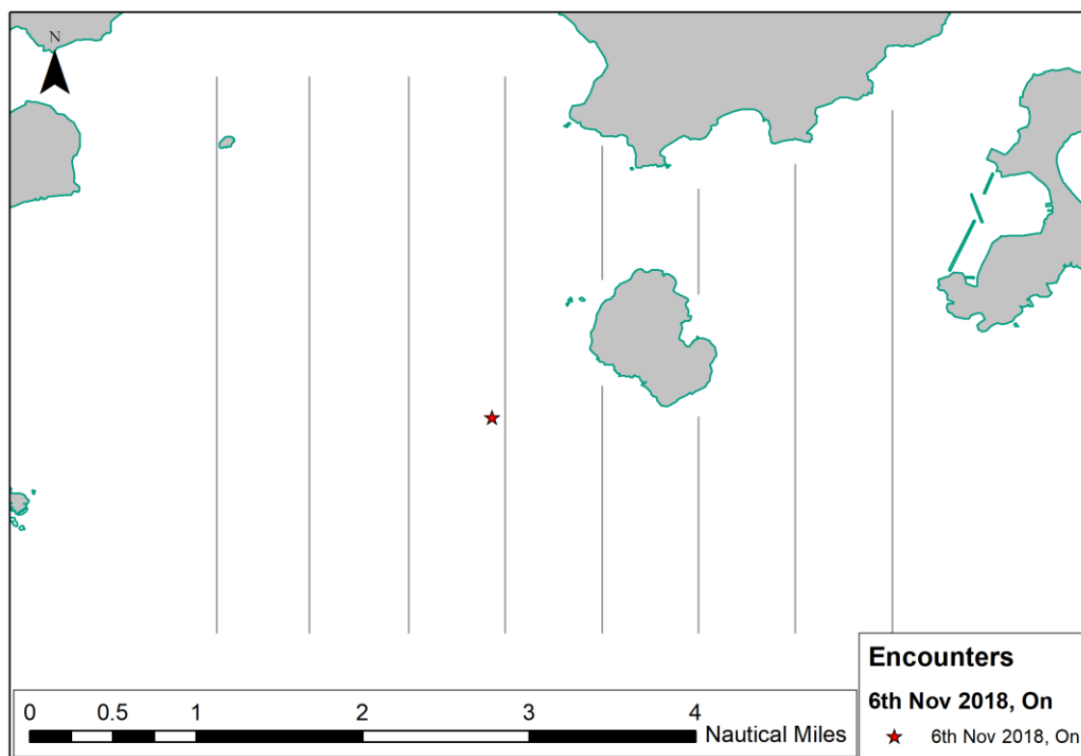 N
0 0.5 1 2 3 4
Nautical Miles
Encounters
6th Nov 2018, On
6th Nov 2018, On